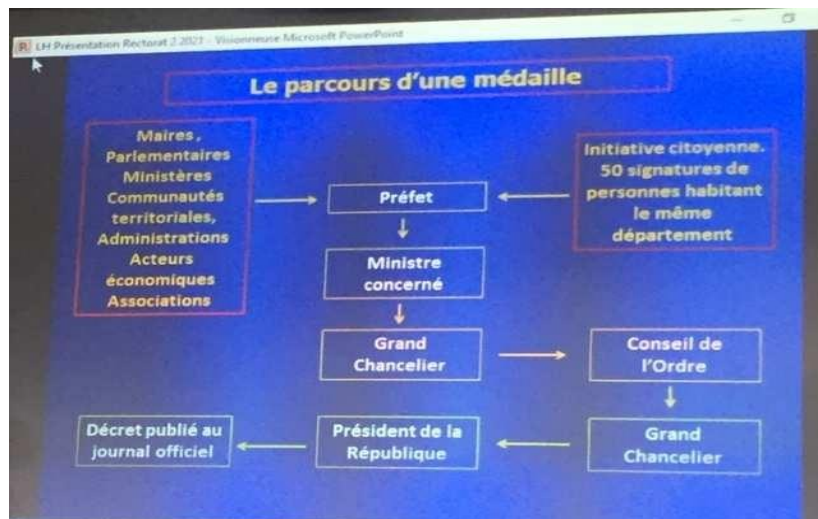 LH Présentation Rectorat 2 2021 - Visionneuse Microsoft PowerPoint
Le parcours d'une médaille
Maires,
Parlementaires
Ministères
Communautés
territoriales,
Administrations
Acteurs
économiques
Associations
Préfet
Initiative citoyenne.
50 signatures de
personnes habitant
le même
département
Ministre
concerné
Grand
Chancelier
Conseil de
l'Ordre
Grand
Chancelier
Président de la
République
Décret publié au
journal officiel